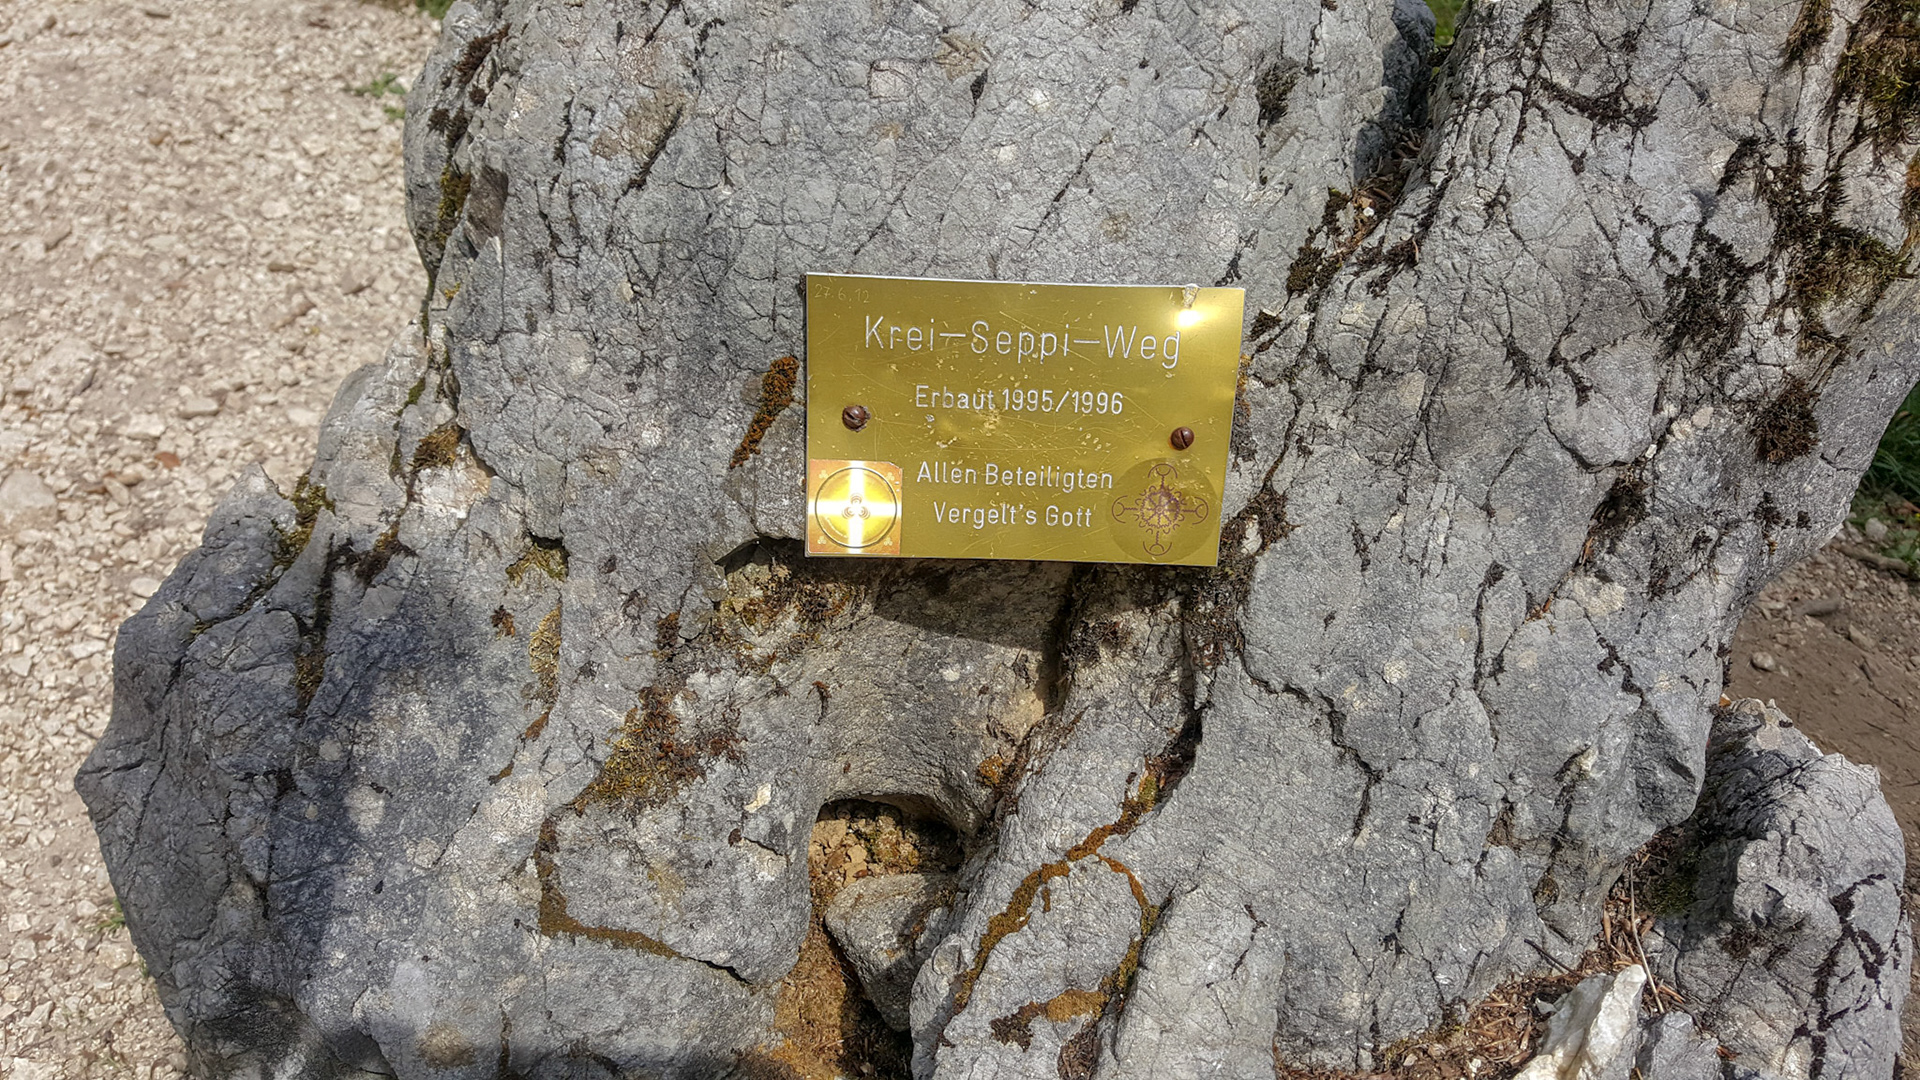 27.6.12
Krei-Seppi-Weg
Erbaut 1995/1996
Allen Beteiligten
Vergelt's Gott